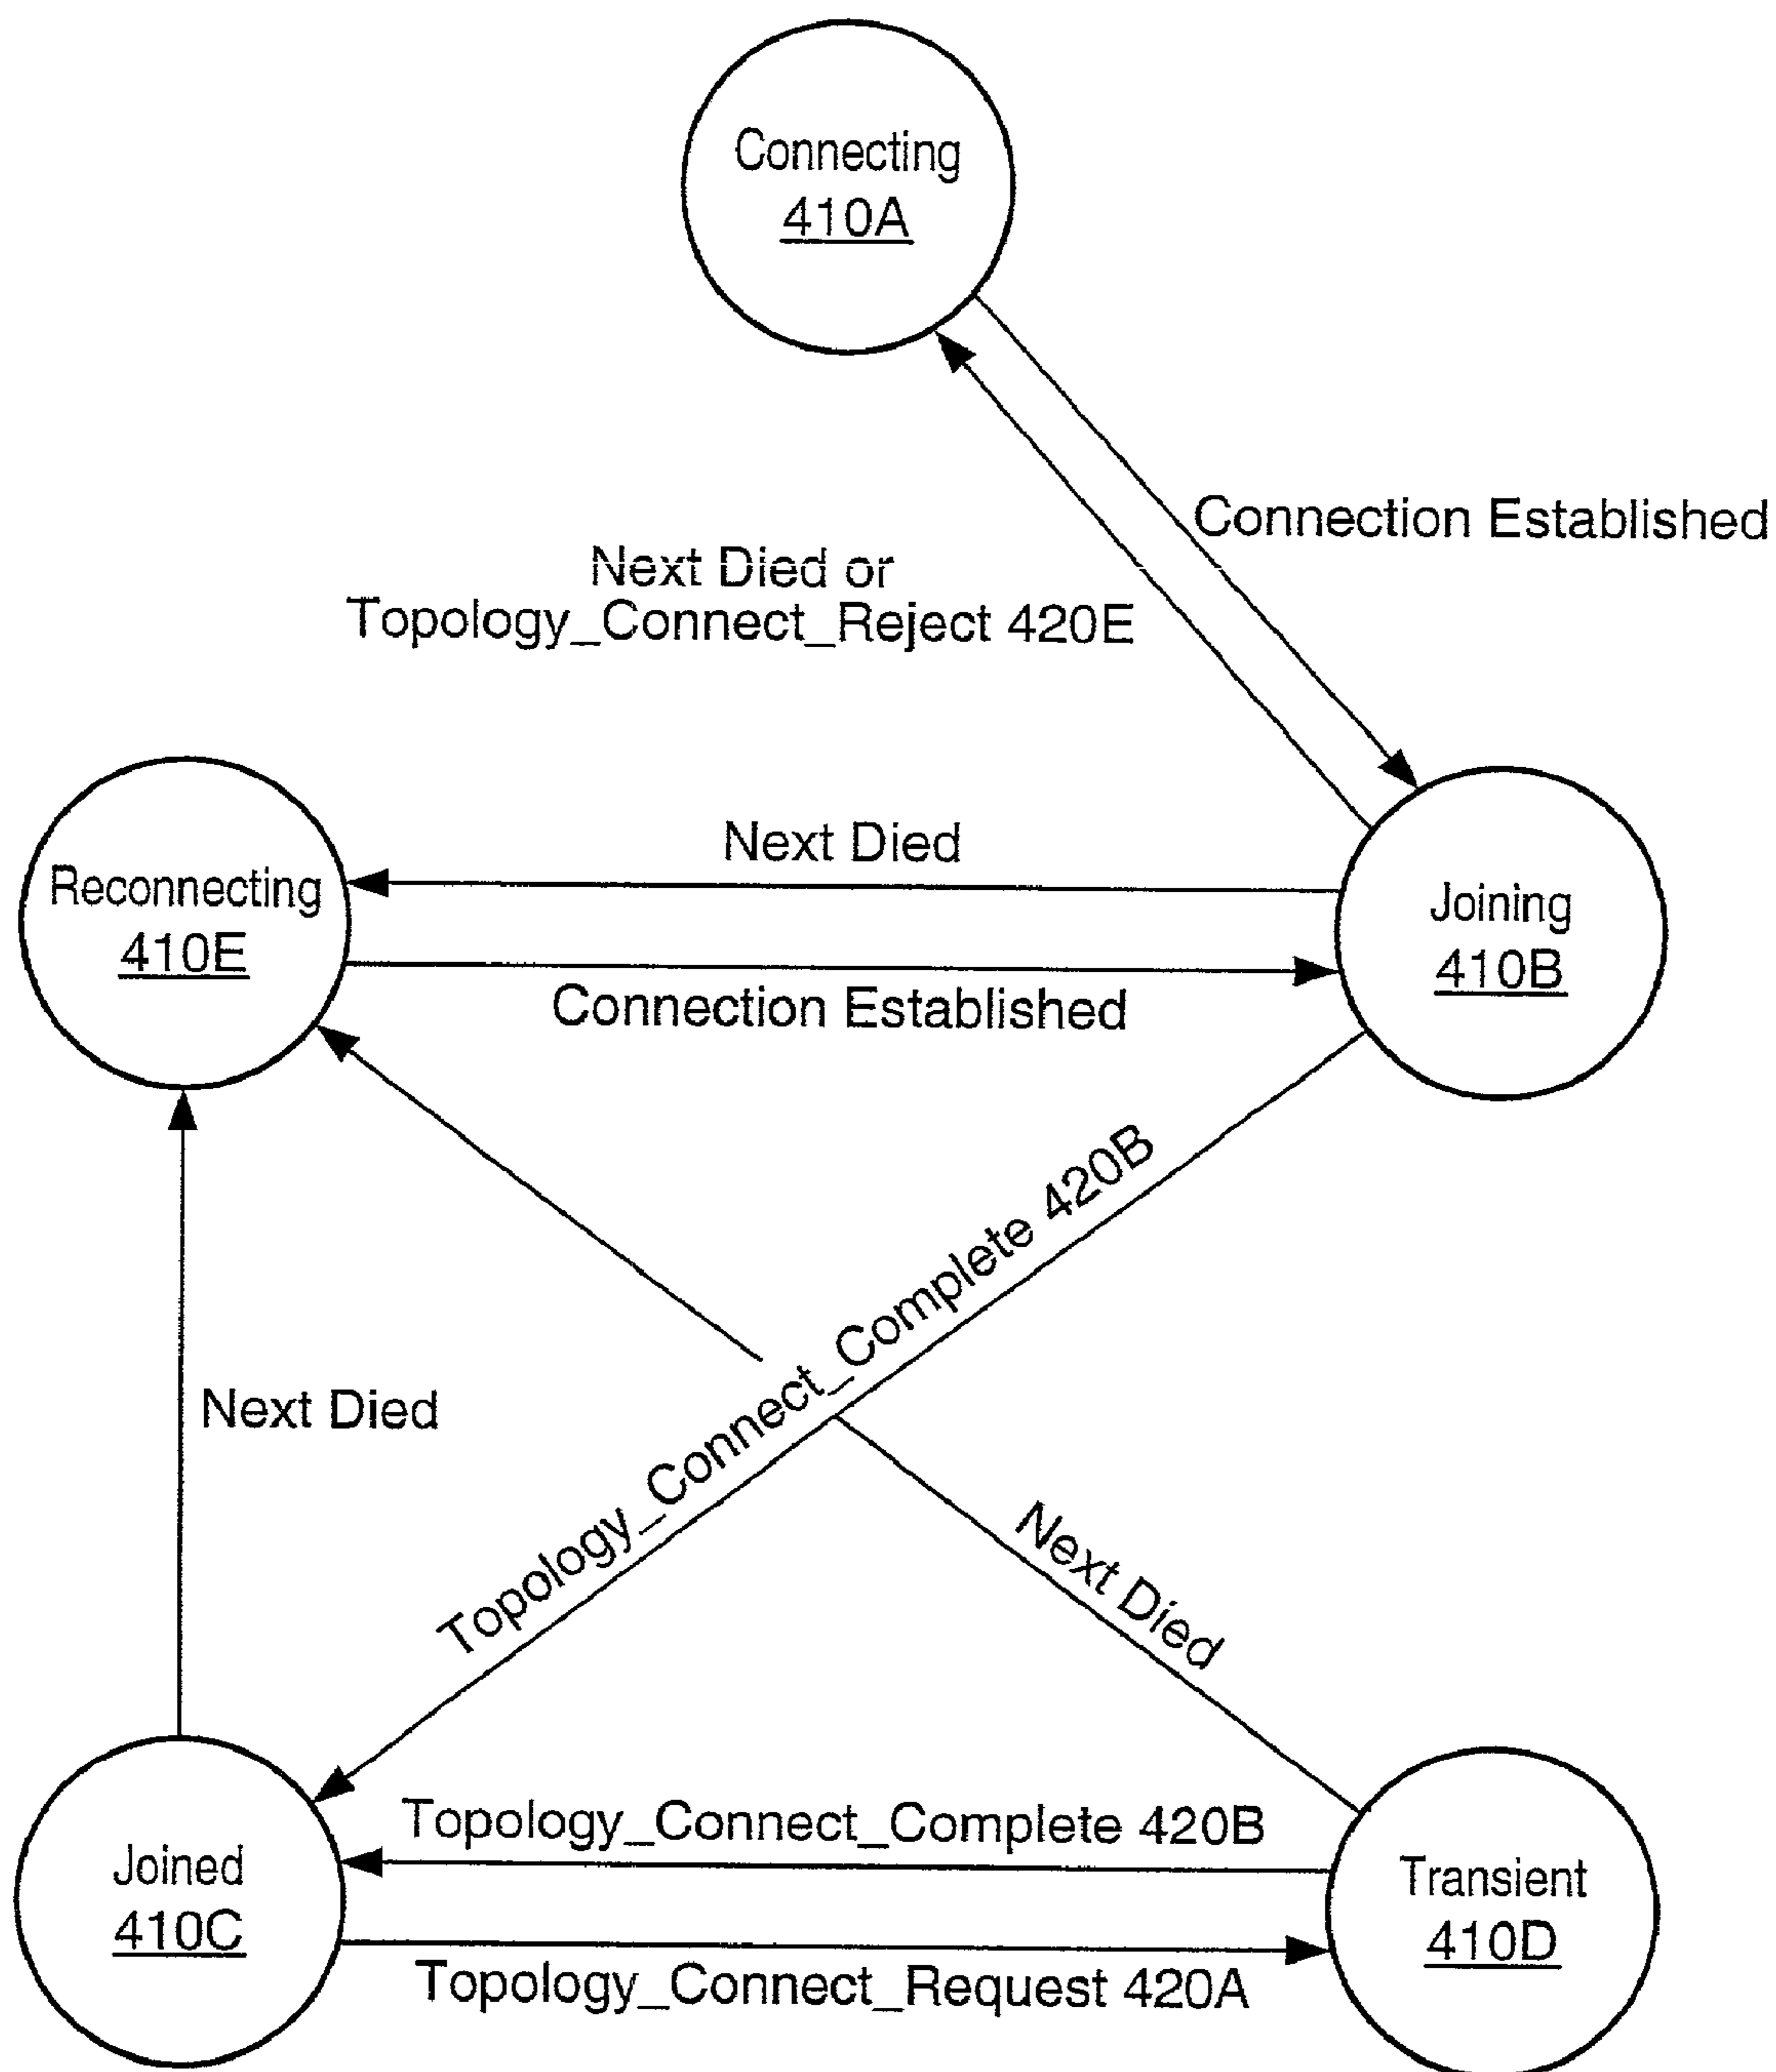 Connecting
410A
Connection Established
Next Died or
Topology_Connect_Reject 420E
Next Died
Reconnecting
410E
Joining
410B
Connection Established
Topology_Connect_Complete 420B
Next Died
Next Died
Topology_Connect_Complete 420B
Joined
410C
Transient
410D
Topology_Connect_Request 420A